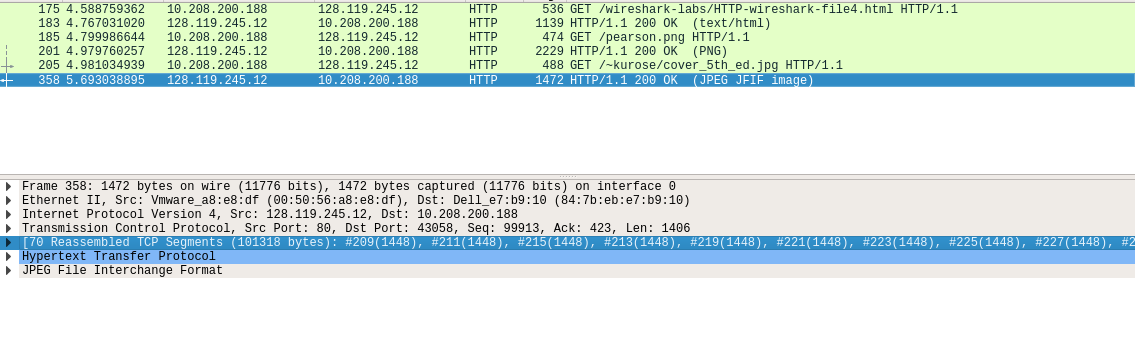 175 4.588759362 10.208.200.188 128.119.245.12 HTTP 536 GET /wireshark-labs/HTTP-wireshark-file4.html HTTP/1.1
183 4.767031020 128.119.245.12 10.208.200.188 HTTP 1139 HTTP/1.1 200 OK (text/html)
185 4.799986644 10.208.200.188 128.119.245.12 HTTP 474 GET /pearson.png HTTP/1.1
201 4.979760257 128.119.245.12 10.208.200.188 HTTP 2229 HTTP/1.1 200 OK (PNG)
205 4.981034939 10.208.200.188 128.119.245.12 HTTP 488 GET /~kurose/cover_5th_ed.jpg HTTP/1.1
358 5.693038895 128.119.245.12 10.208.200.188 HTTP 1472 HTTP/1.1 200 OK (JPEG JFIF image)
Frame 358: 1472 bytes on wire (11776 bits), 1472 bytes captured (11776 bits) on interface 0
Ethernet II, Src: Vmware_a8:e8:df (00:50:56:a8:e8:df), Dst: Dell_e7:b9:10 (84:7b:eb:e7:b9:10)
Internet Protocol Version 4, Src: 128.119.245.12, Dst: 10.208.200.188
Transmission Control Protocol, Src Port: 80, Dst Port: 43058, Seq: 99913, Ack: 423, Len: 1406
[70 Reassembled TCP Segments (101318 bytes): #209(1448), #211(1448), #215(1448), #213(1448), #219(1448), #221(1448), #223(1448), #225(1448), #227(1448), #2
Hypertext Transfer Protocol
JPEG File Interchange Format